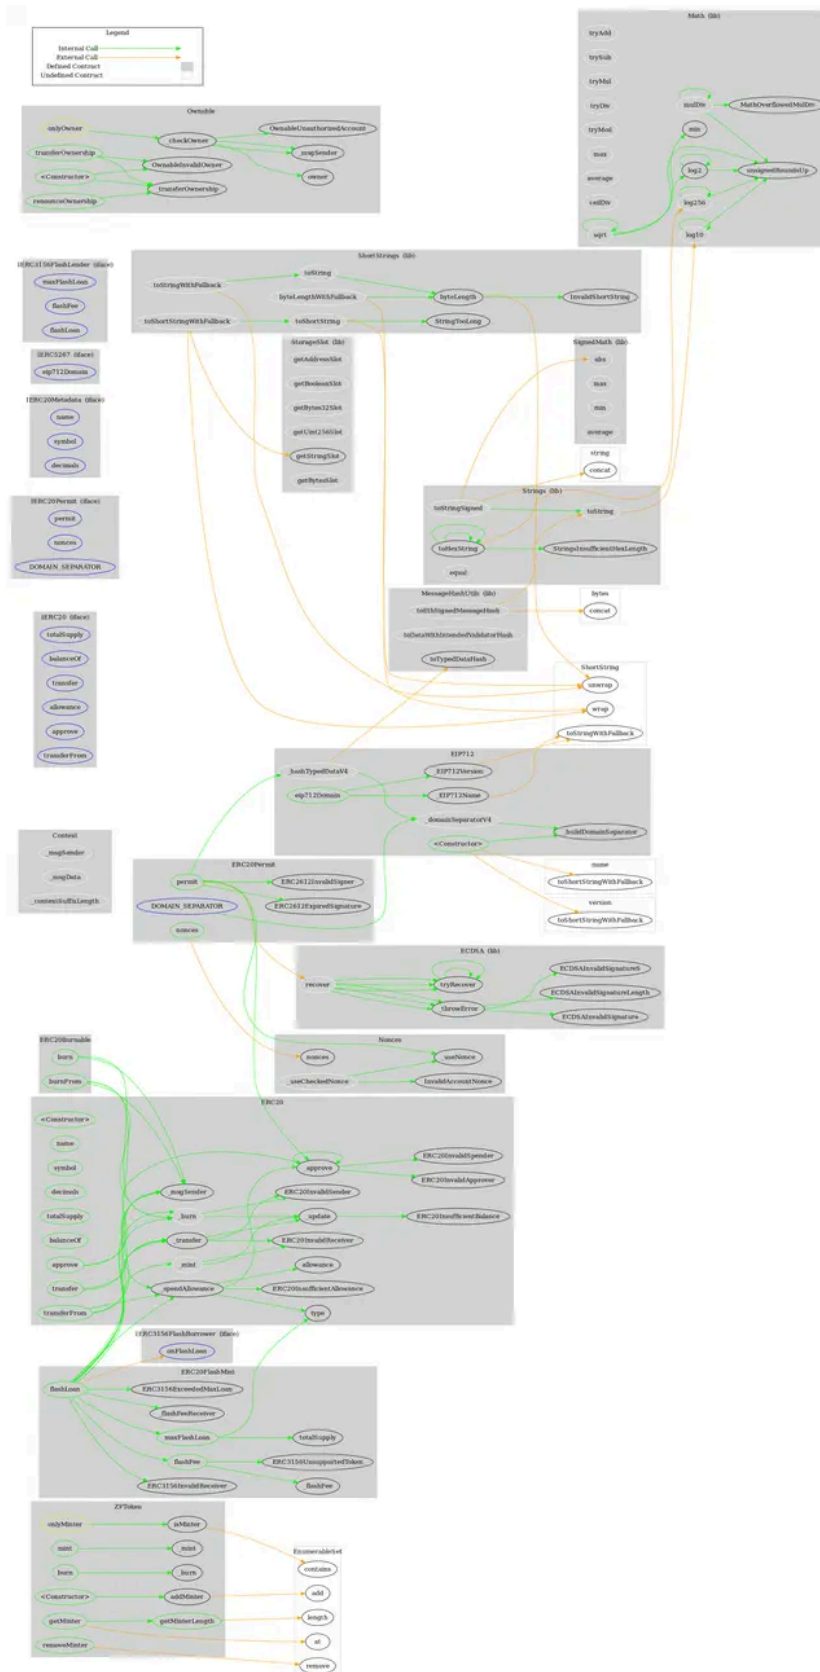 Legend
Internal Call
External Call
Defined Contract
Undefined Contract
Math (lib)
tryAdd
trySub
tryMul
tryDiv
tryMod
max
average
ceilDiv
sqrt
mulDiv
min
log2
log256
log10
MathOverflowedMulDiv
unsignedRoundsUp
Ownable
onlyOwner
transferOwnership
<Constructor>
renounceOwnership
_checkOwner
OwnableInvalidOwner
_transferOwnership
OwnableUnauthorizedAccount
_msgSender
owner
IERC3156FlashLender (iface)
maxFlashLoan
flashFee
flashLoan
ShortStrings (lib)
toStringWithFallback
toString
byteLengthWithFallback
byteLength
InvalidShortString
toShortStringWithFallback
toShortString
StringTooLong
IERC5267 (iface)
eip712Domain
StorageSlot (lib)
getAddressSlot
getBooleanSlot
getBytes32Slot
getUint256Slot
getStringSlot
getBytesSlot
SignedMath (lib)
abs
max
min
average
IERC20Metadata (iface)
name
symbol
decimals
string
concat
Strings (lib)
toStringSigned
toString
toHexString
StringsInsufficientHexLength
equal
IERC20Permit (iface)
permit
nonces
DOMAIN_SEPARATOR
MessageHashUtils (lib)
toEthSignedMessageHash
toDataWithIntendedValidatorHash
toTypedDataHash
bytes
concat
IERC20 (iface)
totalSupply
balanceOf
transfer
allowance
approve
transferFrom
ShortString
unwrap
wrap
toStringWithFallback
EIP712
_hashTypedDataV4
eip712Domain
_EIP712Version
_EIP712Name
_domainSeparatorV4
<Constructor>
_buildDomainSeparator
Context
_msgSender
_msgData
_contextSuffixLength
ERC20Permit
permit
DOMAIN_SEPARATOR
nonces
ERC2612InvalidSigner
ERC2612ExpiredSignature
name
toShortStringWithFallback
version
toShortStringWithFallback
ECDSA (lib)
recover
tryRecover
_throwError
ECDSAInvalidSignatureS
ECDSAInvalidSignatureLength
ECDSAInvalidSignature
ERC20Burnable
burn
burnFrom
Nonces
nonces
_useCheckedNonce
_useNonce
InvalidAccountNonce
ERC20
<Constructor>
name
symbol
decimals
totalSupply
balanceOf
approve
transfer
transferFrom
_msgSender
_burn
_transfer
_mint
_spendAllowance
_approve
ERC20InvalidSender
_update
ERC20InvalidReceiver
allowance
ERC20InsufficientAllowance
type
ERC20InvalidSpender
ERC20InvalidApprover
ERC20InsufficientBalance
IERC3156FlashBorrower (iface)
onFlashLoan
ERC20FlashMint
flashLoan
ERC3156ExceededMaxLoan
_flashFeeReceiver
maxFlashLoan
totalSupply
flashFee
ERC3156UnsupportedToken
ERC3156InvalidReceiver
_flashFee
ZFToken
onlyMinter
isMinter
mint
_mint
burn
_burn
<Constructor>
addMinter
getMinter
getMinterLength
removeMinter
EnumerableSet
contains
add
length
at
remove